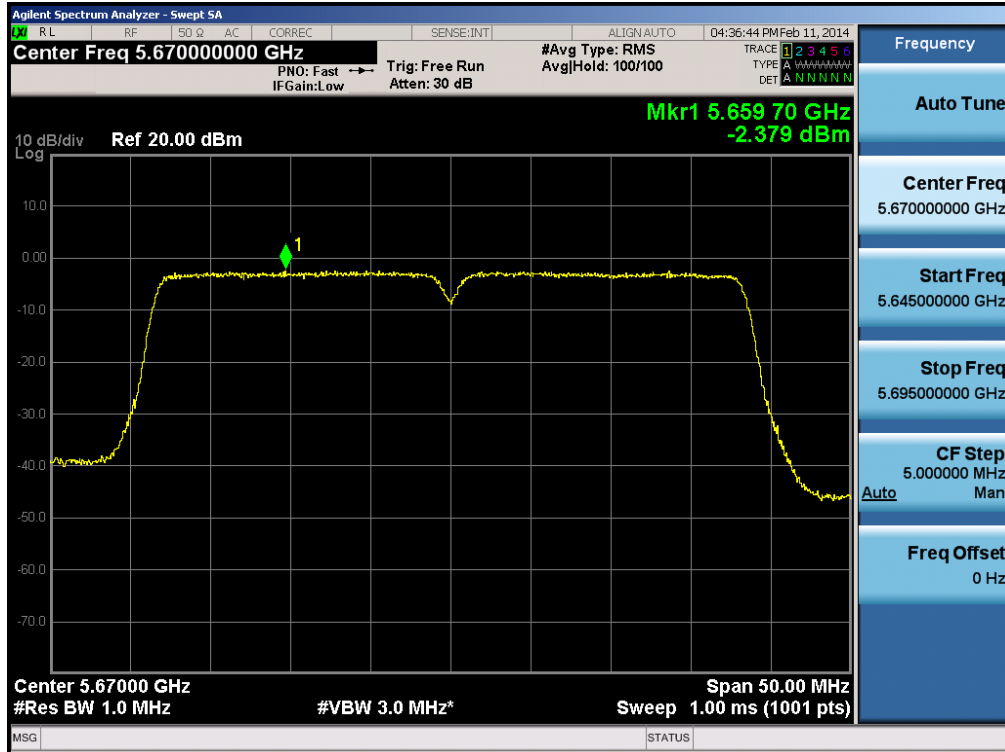 Agilent Spectrum Analyzer - Swept SA
LXI RL RF 50 Ω AC CORREC SENSE:INT ALIGN AUTO 04:36:44 PM Feb 11, 2014
Center Freq 5.670000000 GHz
PNO: Fast
IFGain:Low
Trig: Free Run
Atten: 30 dB
#Avg Type: RMS
Avg|Hold: 100/100
TRACE 1 2 3 4 5 6
TYPE A WWWWW
DET A N N N N N
Frequency
Mkr1 5.659 70 GHz
-2.379 dBm
10 dB/div
Log
Ref 20.00 dBm
10.0
0.00
-10.0
-20.0
-30.0
-40.0
-50.0
-60.0
-70.0
1
Center 5.67000 GHz
Span 50.00 MHz
#Res BW 1.0 MHz
#VBW 3.0 MHz*
Sweep 1.00 ms (1001 pts)
MSG
STATUS
Auto Tune
Center Freq
5.670000000 GHz
Start Freq
5.645000000 GHz
Stop Freq
5.695000000 GHz
CF Step
5.000000 MHz
Auto Man
Freq Offset
0 Hz